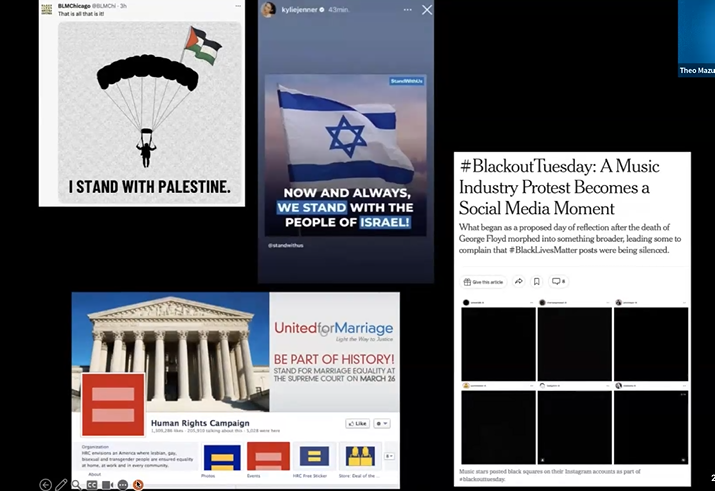 BLMChicago @BLMChi · 3h
That is all that is it!
I STAND WITH PALESTINE.
kyliejenner 43min.
StandWithUs
NOW AND ALWAYS,
WE STAND WITH THE
PEOPLE OF ISRAEL!
@standwithus
Theo Mazu
#BlackoutTuesday: A Music
Industry Protest Becomes a
Social Media Moment
What began as a proposed day of reflection after the death of
George Floyd morphed into something broader, leading some to
complain that #BlackLivesMatter posts were being silenced.
Give this article
Music stars posted black squares on their Instagram accounts as part of
#blackouttuesday.
UnitedforMarriage
Light the Way to Justice
BE PART OF HISTORY!
STAND FOR MARRIAGE EQUALITY AT
THE SUPREME COURT ON MARCH 26
Human Rights Campaign
Like
Organization
HRC envisions an America where lesbian, gay,
bisexual and transgender people are ensured equality
at home, at work and in every community.
About
Photos
Events
HRC Free Sticker
2